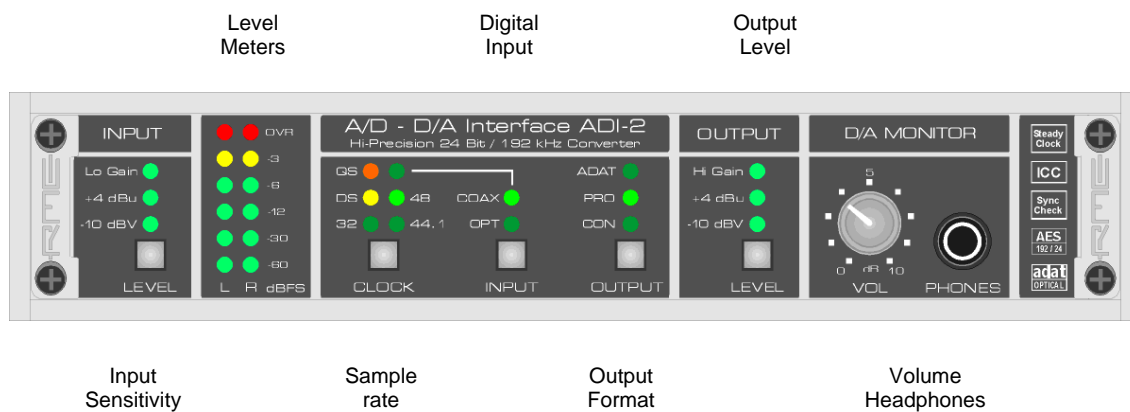 Level Meters
Digital Input
Output Level
INPUT
Lo Gain
+4 dBu
-10 dBV
LEVEL
OVR
-3
-6
-12
-30
-60
L R dBFS
A/D - D/A Interface ADI-2
Hi-Precision 24 Bit / 192 kHz Converter
QS
DS 48 COAX
32 44.1 OPT
ADAT
PRO
CON
CLOCK INPUT OUTPUT
OUTPUT
Hi Gain
+4 dBu
-10 dBV
LEVEL
D/A MONITOR
5
0 dB 10
VOL PHONES
Steady Clock
ICC
Sync Check
AES 192 / 24
adat OPTICAL
RME
RME
Input Sensitivity
Sample rate
Output Format
Volume Headphones